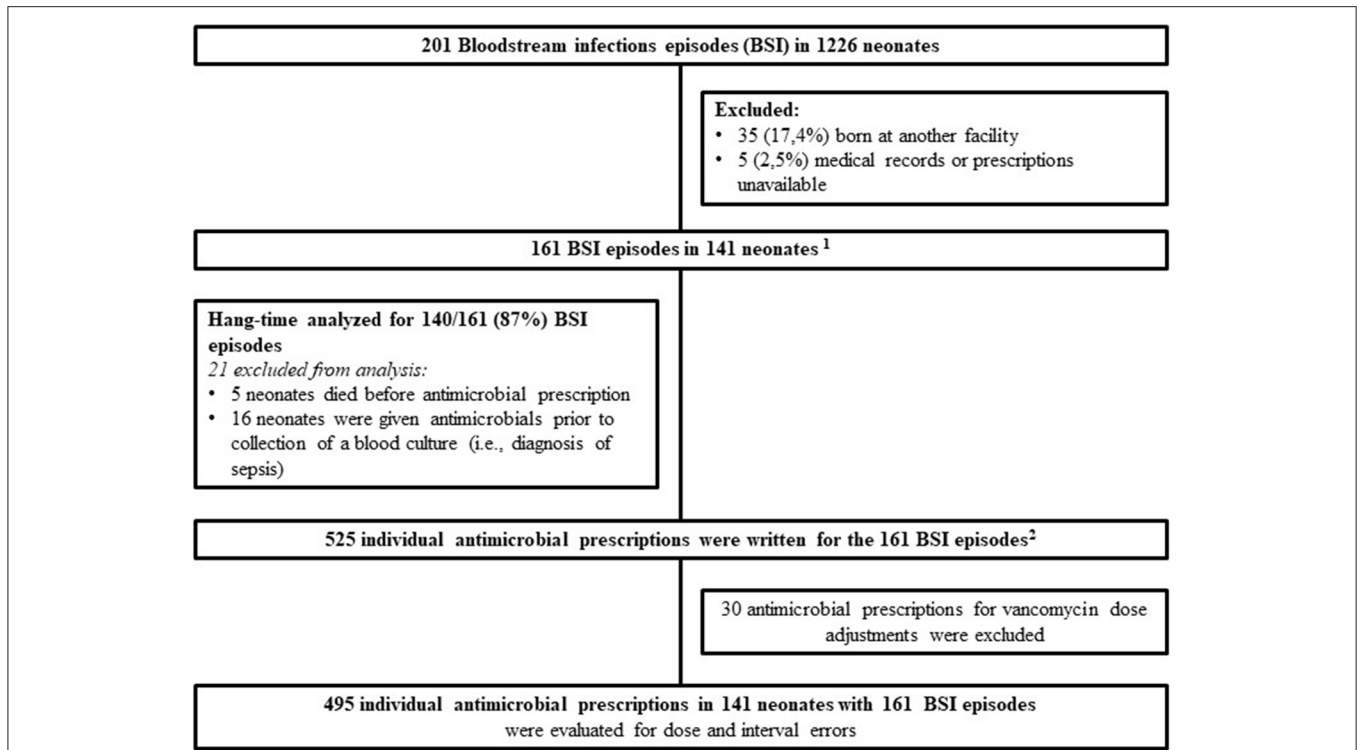 201 Bloodstream infections episodes (BSI) in 1226 neonates
Excluded:
• 35 (17,4%) born at another facility
• 5 (2,5%) medical records or prescriptions
unavailable
161 BSI episodes in 141 neonates 1
Hang-time analyzed for 140/161 (87%) BSI
episodes
21 excluded from analysis:
• 5 neonates died before antimicrobial prescription
• 16 neonates were given antimicrobials prior to
collection of a blood culture (i.e., diagnosis of
sepsis)
525 individual antimicrobial prescriptions were written for the 161 BSI episodes2
30 antimicrobial prescriptions for vancomycin dose
adjustments were excluded
495 individual antimicrobial prescriptions in 141 neonates with 161 BSI episodes
were evaluated for dose and interval errors